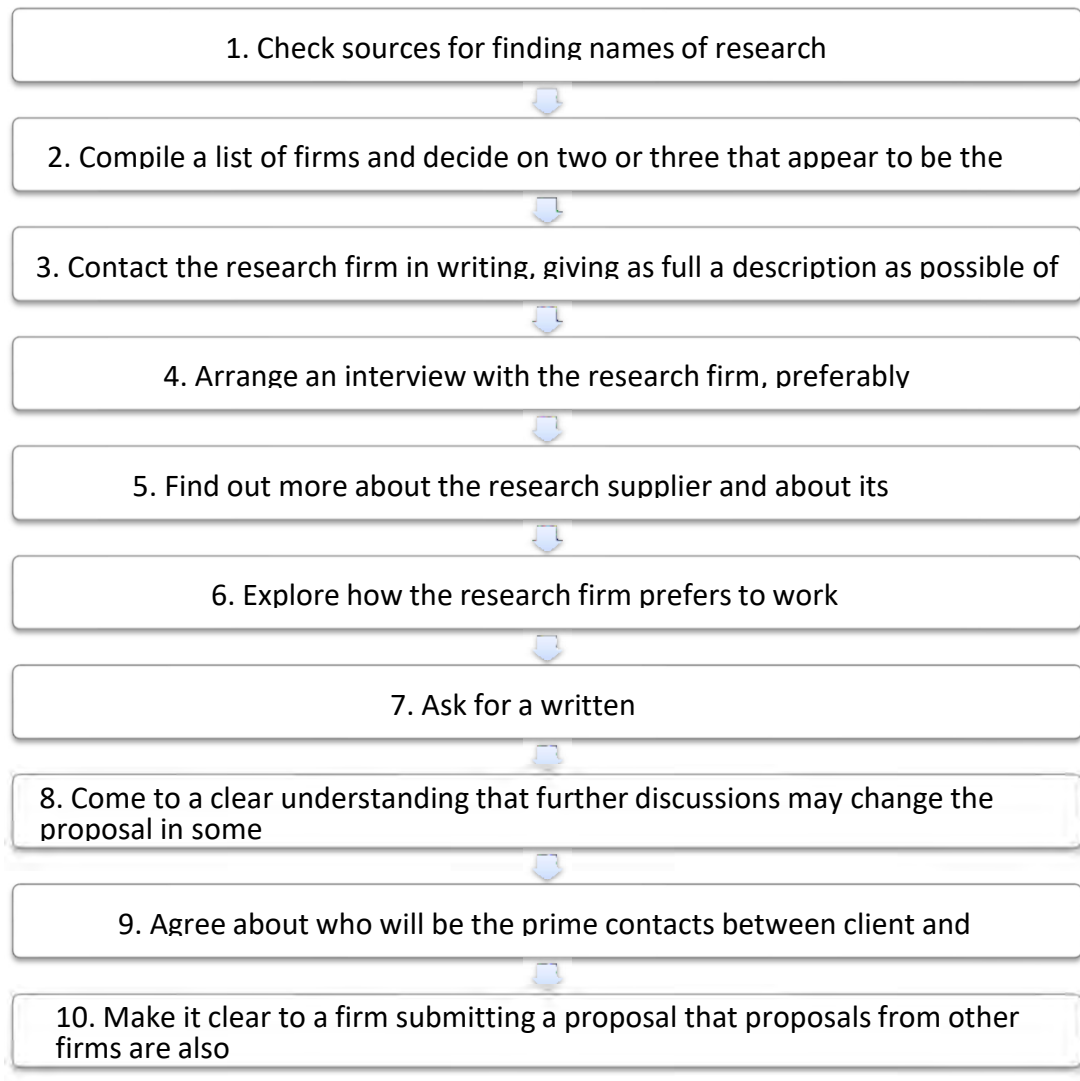 1. Check sources for finding names of research
2. Compile a list of firms and decide on two or three that appear to be the
3. Contact the research firm in writing, giving as full a description as possible of
4. Arrange an interview with the research firm, preferably
5. Find out more about the research supplier and about its
6. Explore how the research firm prefers to work
7. Ask for a written
8. Come to a clear understanding that further discussions may change the
proposal in some
9. Agree about who will be the prime contacts between client and
10. Make it clear to a firm submitting a proposal that proposals from other
firms are also